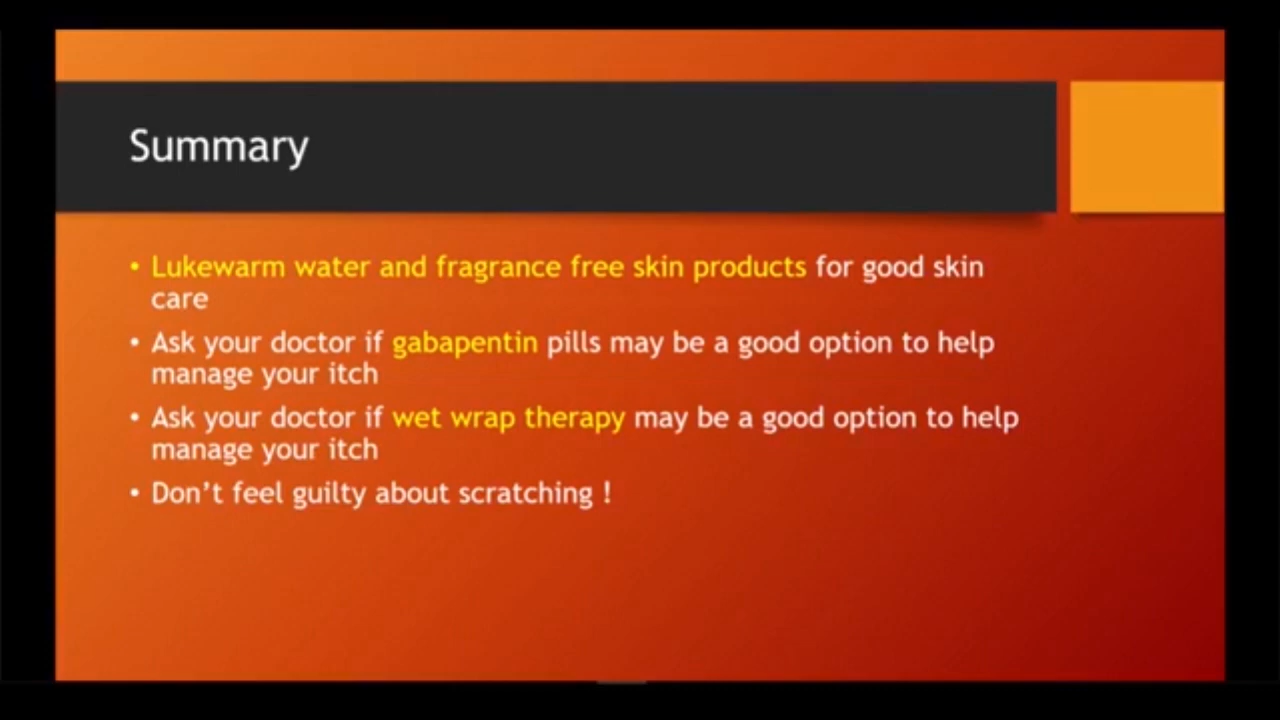 Summary
• Lukewarm water and fragrance free skin products for good skin
care
• Ask your doctor if gabapentin pills may be a good option to help
manage your itch
• Ask your doctor if wet wrap therapy may be a good option to help
manage your itch
• Don’t feel guilty about scratching !